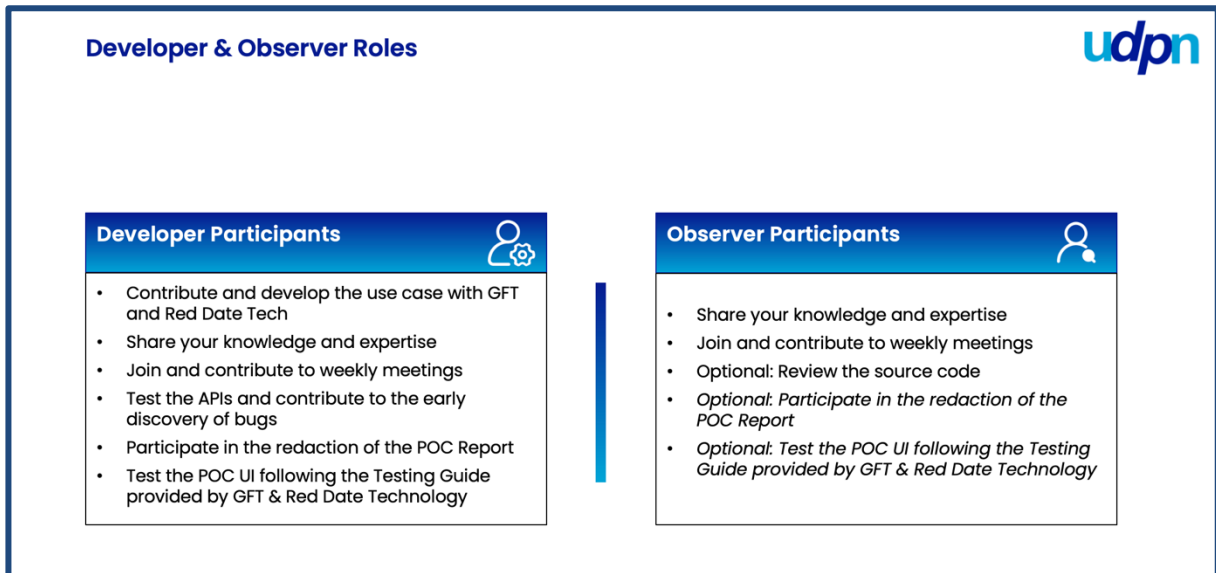 Developer & Observer Roles
udpn
Developer Participants
• Contribute and develop the use case with GFT
and Red Date Tech
• Share your knowledge and expertise
• Join and contribute to weekly meetings
• Test the APIs and contribute to the early
discovery of bugs
• Participate in the redaction of the POC Report
• Test the POC UI following the Testing Guide
provided by GFT & Red Date Technology
Observer Participants
• Share your knowledge and expertise
• Join and contribute to weekly meetings
• Optional: Review the source code
• Optional: Participate in the redaction of the
POC Report
• Optional: Test the POC UI following the Testing
Guide provided by GFT & Red Date Technology